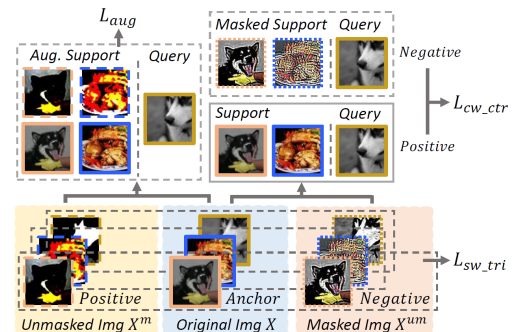 L_aug
Masked Support Query
Aug. Support Query
Negative
L_cw_ctr
Support Query
Positive
L_sw_tri
Positive Anchor Negative
Unmasked Img X^m Original Img X Masked Img X^um